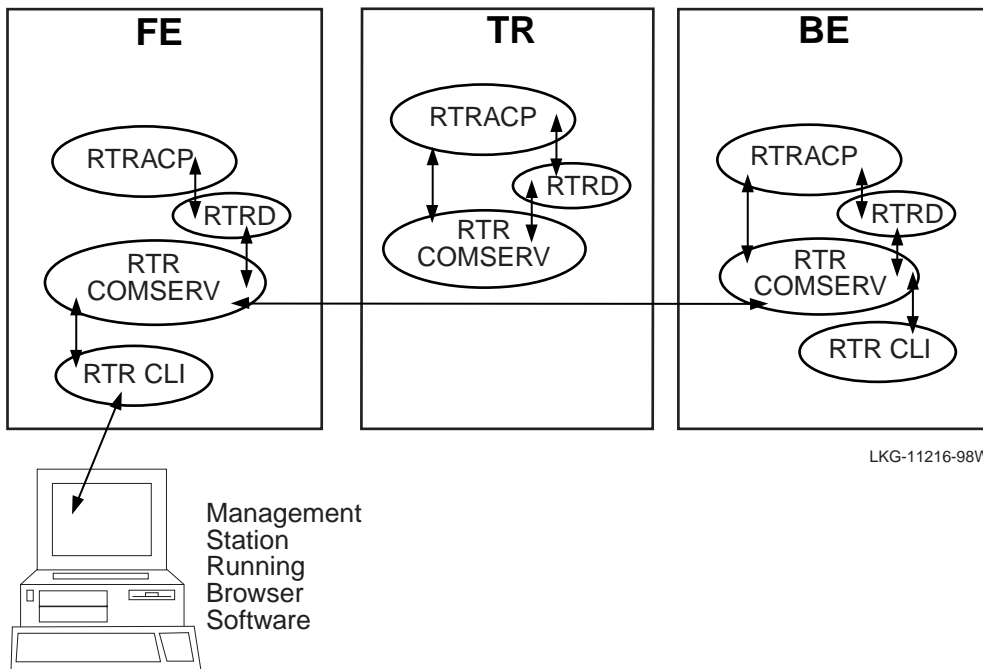 FE
TR
BE
RTRACP
RTRD
RTR
COMSERV
RTR CLI
RTRACP
RTRD
RTR
COMSERV
RTRACP
RTRD
RTR
COMSERV
RTR CLI
LKG-11216-98W
Management
Station
Running
Browser
Software